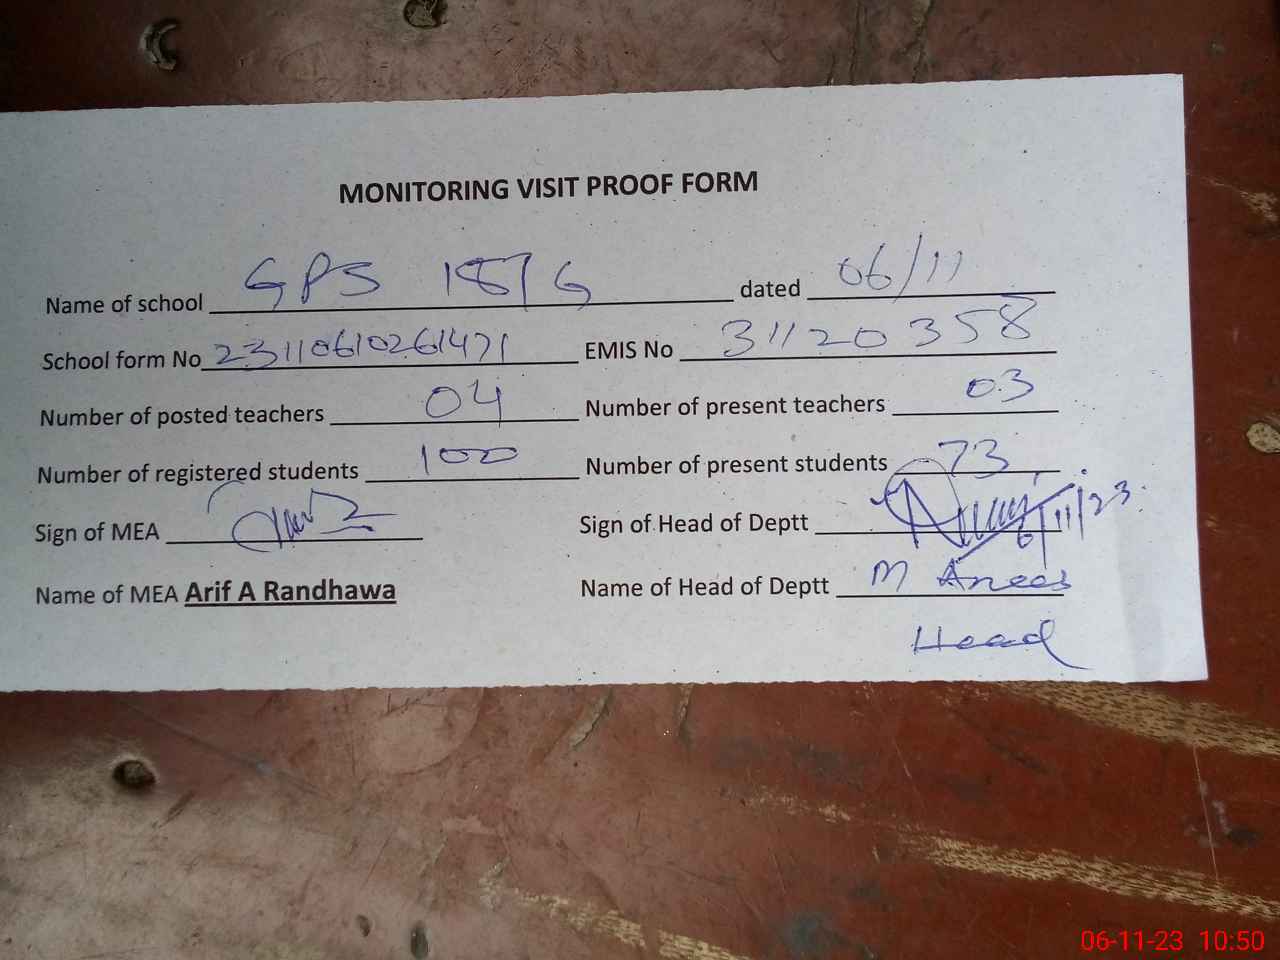 MONITORING VISIT PROOF FORM
Name of school GPS 187/G dated 06/11
School form No 23110610261471 EMIS No 31120358
Number of posted teachers 04 Number of present teachers 03
Number of registered students 100 Number of present students 73
Sign of MEA Sign of Head of Deptt 6/11/23
Name of MEA Arif A Randhawa Name of Head of Deptt M Anees
Head
06-11-23 10:50